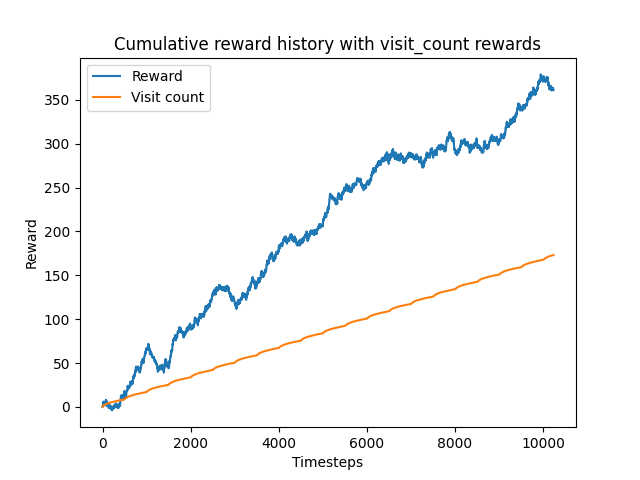 Cumulative reward history with visit_count rewards
Reward
Visit count
350
300
250
200
150
100
50
0
Reward
0 2000 4000 6000 8000 10000
Timesteps